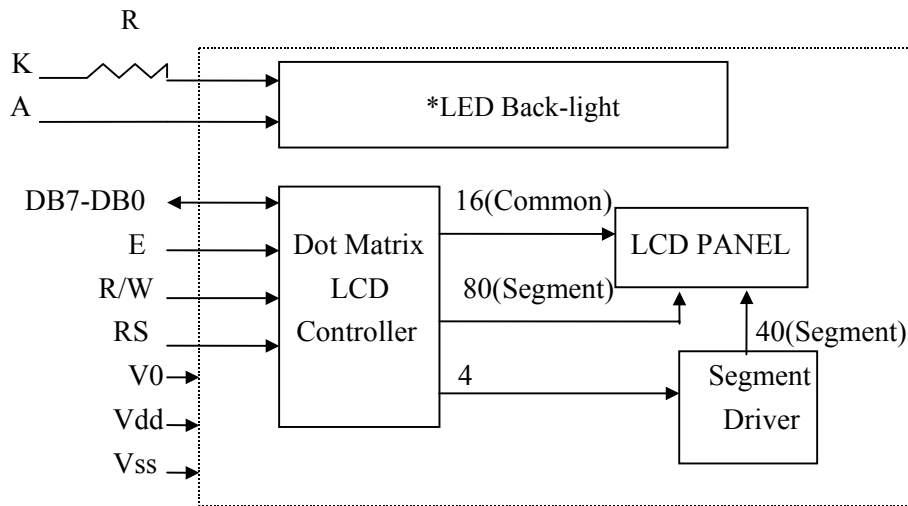 R
K
A
*LED Back-light
DB7-DB0
E
R/W
RS
V0
Vdd
Vss
Dot Matrix
LCD
Controller
16(Common)
80(Segment)
4
LCD PANEL
40(Segment)
Segment
Driver